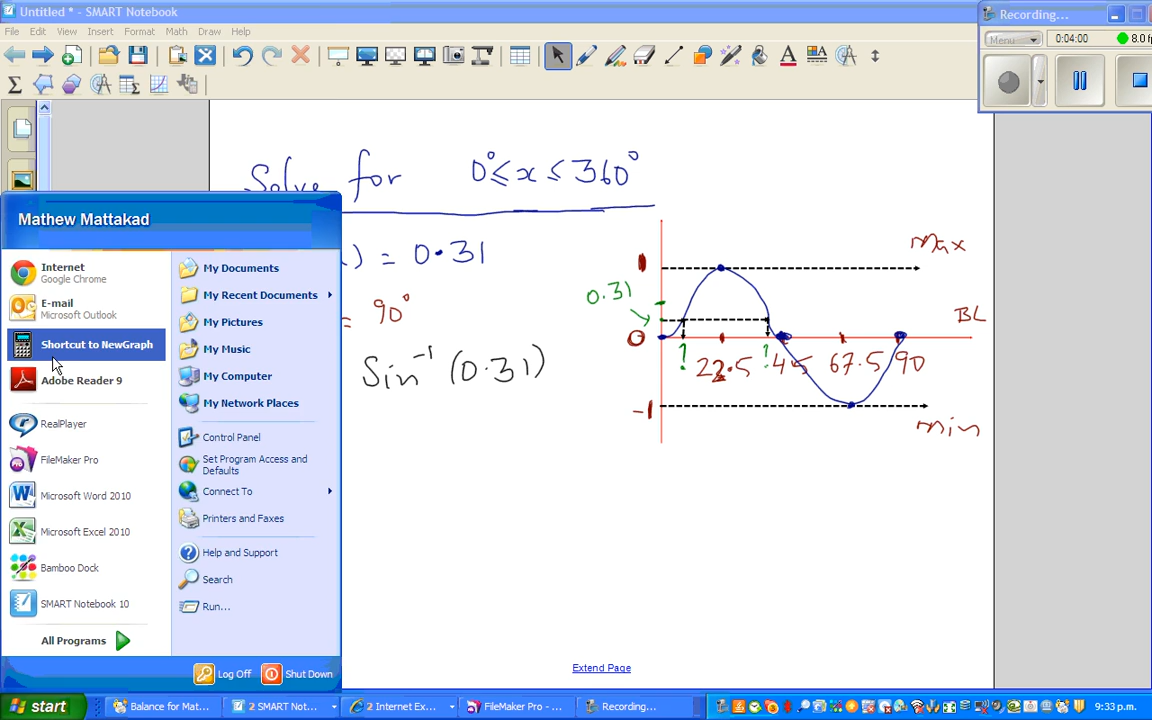 Untitled * - SMART Notebook
Recording...
File Edit View Insert Format Math Draw Help
Menu 0:04:00 8.0 f
Solve for 0° ≤ x ≤ 360°
Mathew Mattakad
) = 0.31
= 90°
Sin⁻¹ (0.31)
Internet
Google Chrome
E-mail
Microsoft Outlook
Shortcut to NewGraph
Adobe Reader 9
RealPlayer
FileMaker Pro
Microsoft Word 2010
Microsoft Excel 2010
Bamboo Dock
SMART Notebook 10
All Programs
My Documents
My Recent Documents
My Pictures
My Music
My Computer
My Network Places
Control Panel
Set Program Access and
Defaults
Connect To
Printers and Faxes
Help and Support
Search
Run...
Log Off Shut Down
Max
1
0.31
BL
0
? 22.5 ? 45 67.5 90
-1
min
Extend Page
start Balance for Mat... 2 SMART Not... 2 Internet Ex... FileMaker Pro - ... Recording... 9:33 p.m.